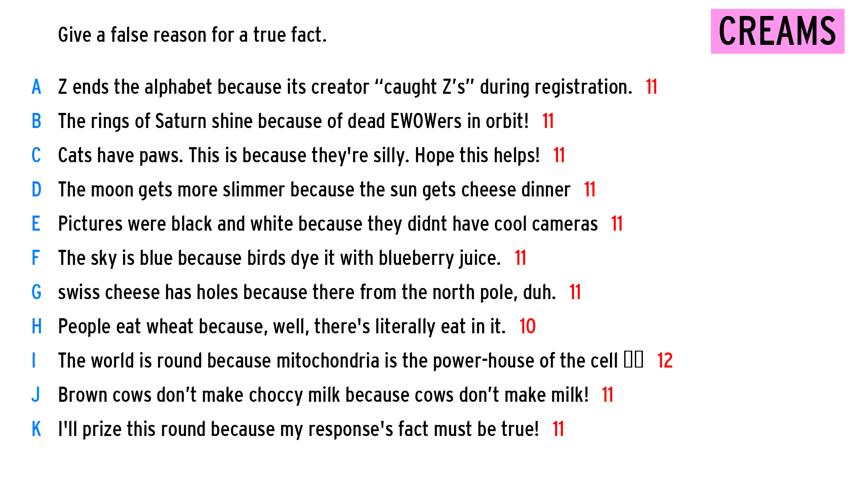 Give a false reason for a true fact.
CREAMS
A Z ends the alphabet because its creator “caught Z’s” during registration. 11
B The rings of Saturn shine because of dead EWOWers in orbit! 11
C Cats have paws. This is because they're silly. Hope this helps! 11
D The moon gets more slimmer because the sun gets cheese dinner 11
E Pictures were black and white because they didnt have cool cameras 11
F The sky is blue because birds dye it with blueberry juice. 11
G swiss cheese has holes because there from the north pole, duh. 11
H People eat wheat because, well, there's literally eat in it. 10
I The world is round because mitochondria is the power-house of the cell 12
J Brown cows don’t make choccy milk because cows don’t make milk! 11
K I'll prize this round because my response's fact must be true! 11